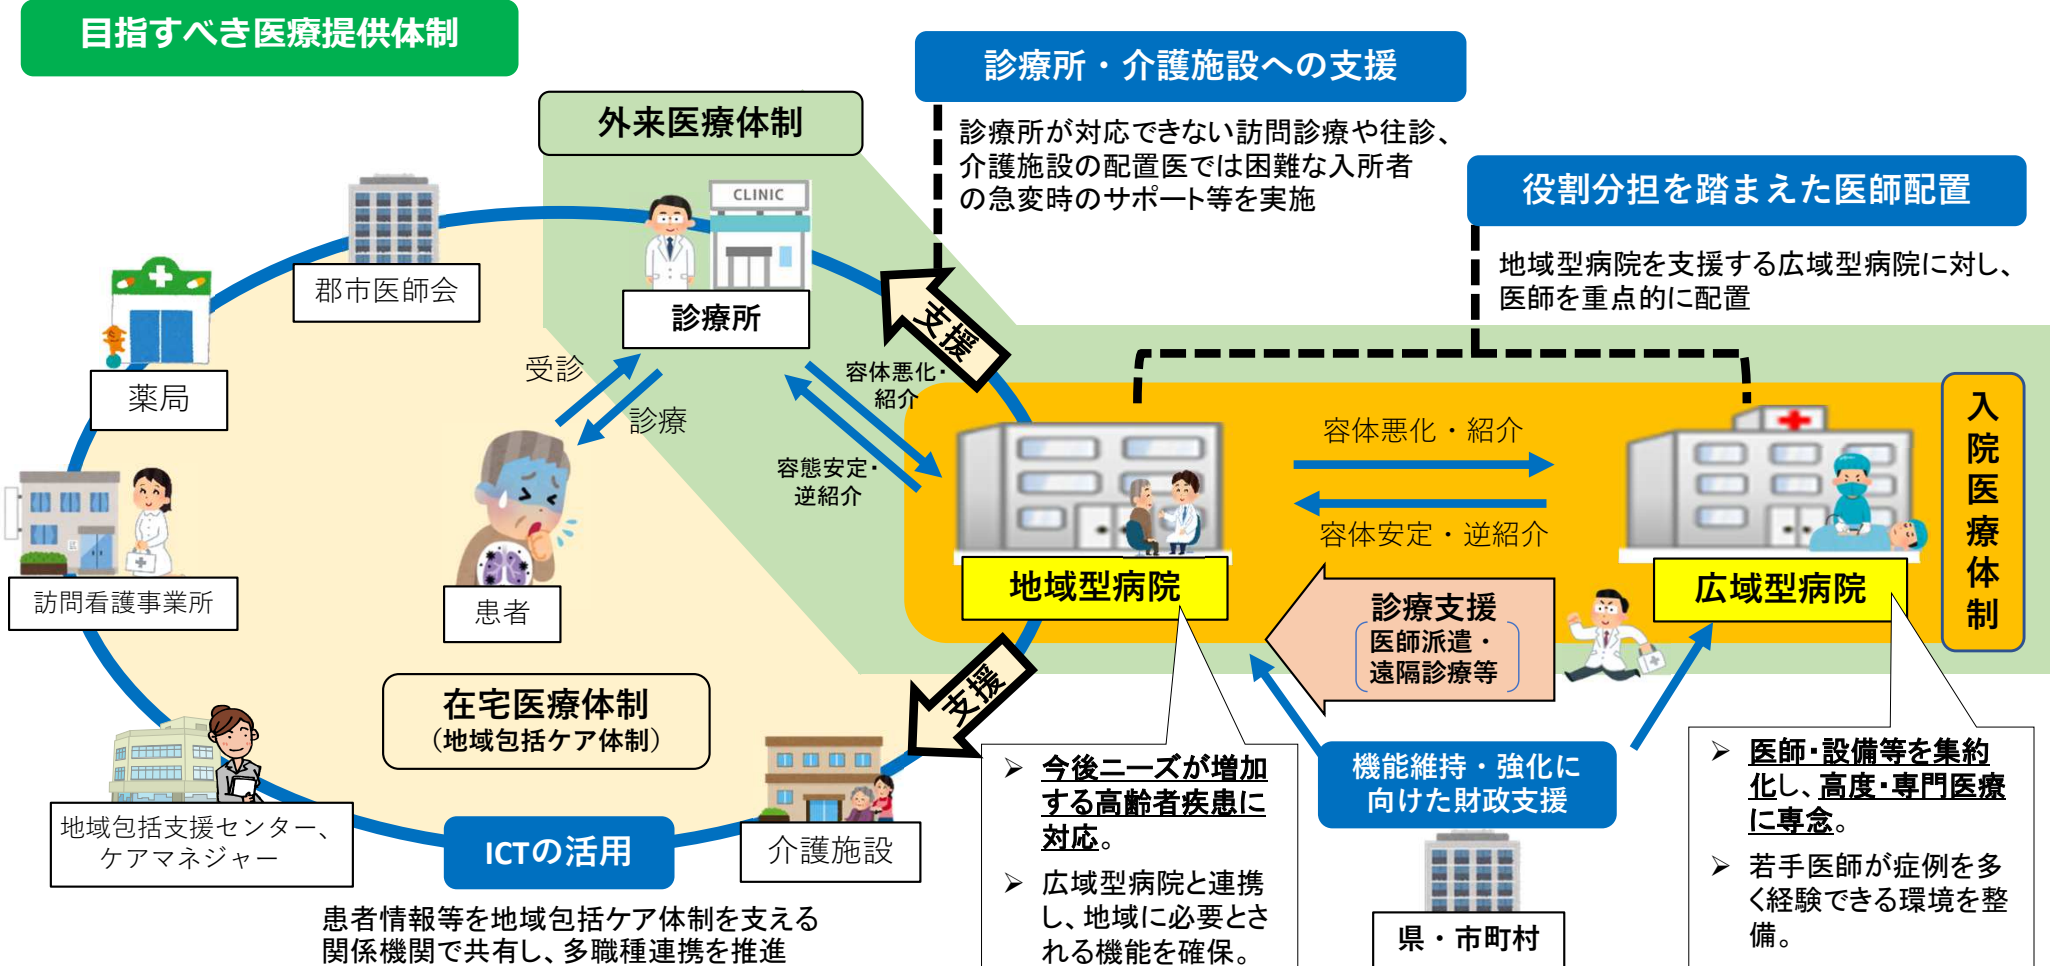 目指すべき医療提供体制
診療所・介護施設への支援
診療所が対応できない訪問診療や往診、
介護施設の配置医では困難な入所者
の急変時のサポート等を実施
役割分担を踏まえた医師配置
地域型病院を支援する広域型病院に対し、
医師を重点的に配置
外来医療体制
CLINIC
診療所
郡市医師会
薬局
訪問看護事業所
地域包括支援センター、
ケアマネジャー
介護施設
患者
受診
診療
在宅医療体制
（地域包括ケア体制）
ICTの活用
患者情報等を地域包括ケア体制を支える
関係機関で共有し、多職種連携を推進
支援
支援
容体悪化・
紹介
容態安定・
逆紹介
入院医療体制
地域型病院
広域型病院
容体悪化・紹介
容体安定・逆紹介
診療支援
医師派遣・
遠隔診療等
➢ 今後ニーズが増加
する高齢者疾患に
対応。
➢ 広域型病院と連携
し、地域に必要とさ
れる機能を確保。
機能維持・強化に
向けた財政支援
県・市町村
➢ 医師・設備等を集約
化し、高度・専門医療
に専念。
➢ 若手医師が症例を多
く経験できる環境を整
備。